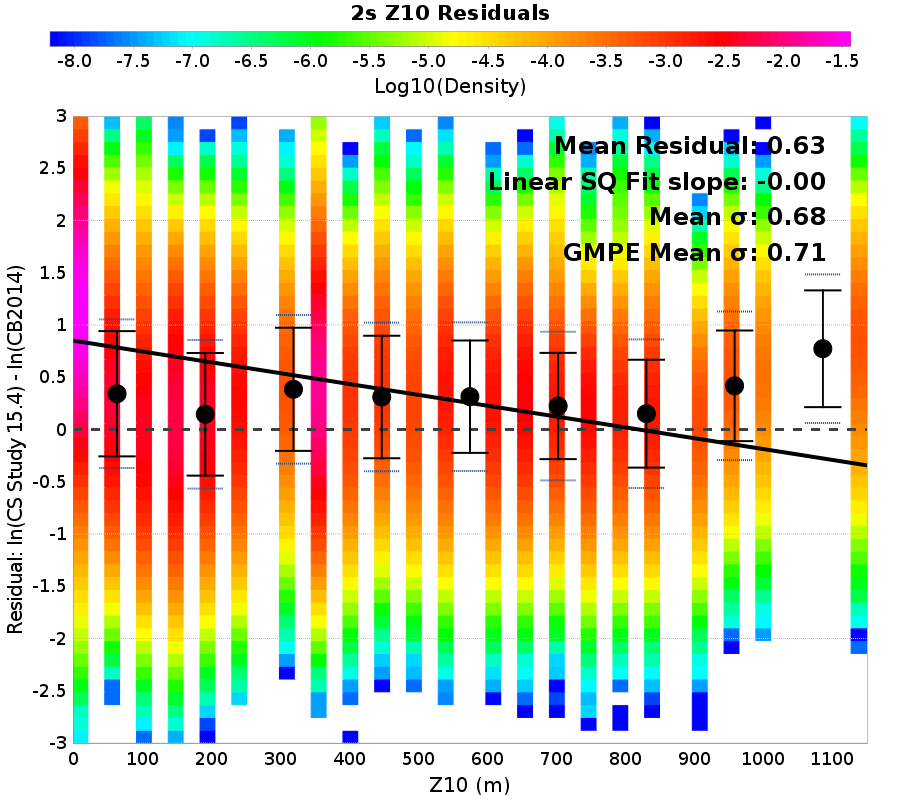 2s Z10 Residuals
-8.0 -7.5 -7.0 -6.5 -6.0 -5.5 -5.0 -4.5 -4.0 -3.5 -3.0 -2.5 -2.0 -1.5
Log10(Density)
Mean Residual: 0.63
Linear SQ Fit slope: -0.00
Mean σ: 0.68
GMPE Mean σ: 0.71
Residual: ln(CS Study 15.4) - ln(CB2014)
3
2.5
2
1.5
1
0.5
0
-0.5
-1
-1.5
-2
-2.5
-3
0 100 200 300 400 500 600 700 800 900 1000 1100
Z10 (m)